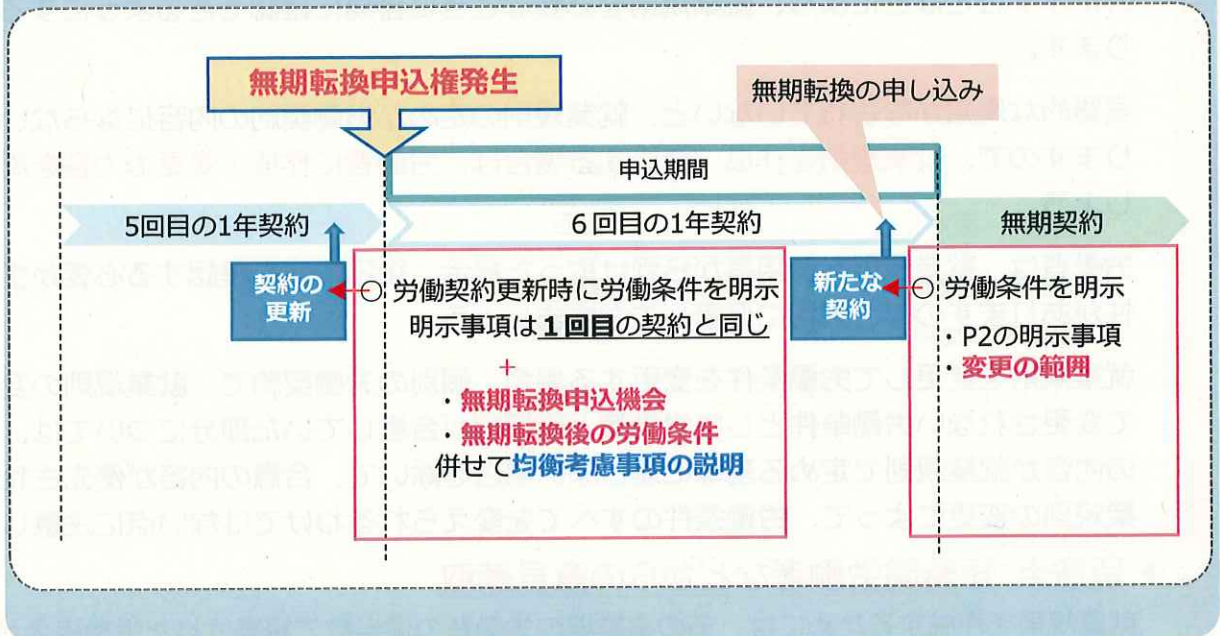 無期転換申込権発生
無期転換の申し込み
申込期間
5回目の1年契約
6回目の1年契約
無期契約
契約の
更新
○ 労働契約更新時に労働条件を明示
明示事項は1回目の契約と同じ
+
・無期転換申込機会
・無期転換後の労働条件
併せて均衡考慮事項の説明
新たな
契約
○ 労働条件を明示
・P2の明示事項
・変更の範囲